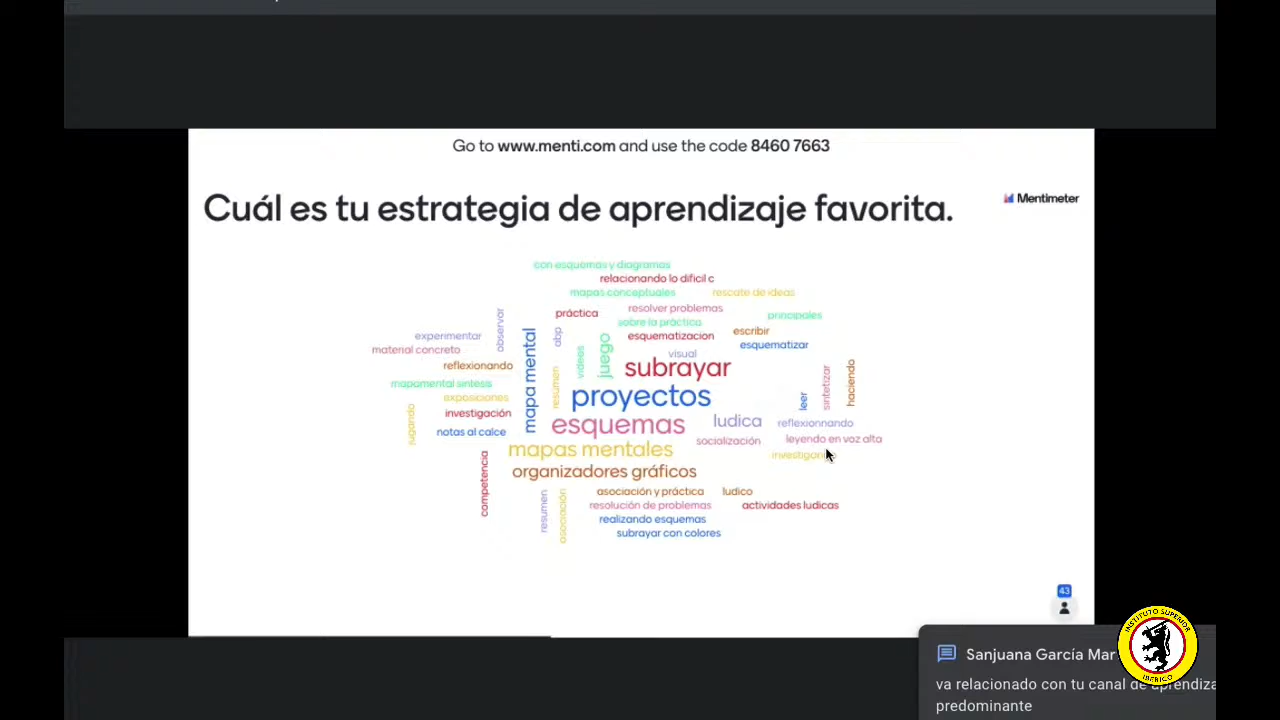 Go to www.menti.com and use the code 8460 7663
Cuál es tu estrategia de aprendizaje favorita.
Mentimeter
con esquemas y diagramas
relacionando lo dificil c
mapas conceptuales
rescate de ideas
práctica
resolver problemas
principales
sobre la práctica
experimentar
observar
abp
esquematizacion
escribir
material concreto
visual
esquematizar
reflexionando
mapa mental
videos
juego
subrayar
mapamental sintesis
resumen
exposiciones
proyectos
leer
sintetizar
haciendo
jugando
investigación
notas al calce
esquemas
ludica
reflexionnando
socialización
leyendo en voz alta
mapas mentales
organizadores gráficos
competencia
resumen
asociación
asociación y práctica
ludico
resolución de problemas
actividades ludicas
realizando esquemas
subrayar con colores
43
Sanjuana García Mar
va relacionado con tu canal de aprendiza
predominante
INSTITUTO SUPERIOR
IBERICO